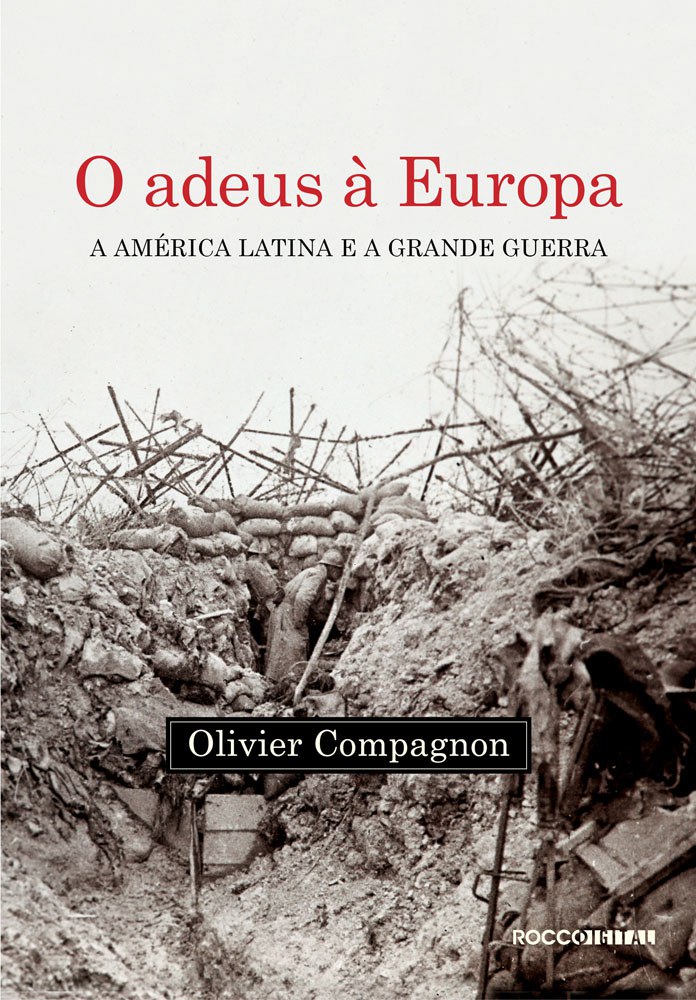 O adeus à Europa
A AMÉRICA LATINA E A GRANDE GUERRA
Olivier Compagnon
ROCCODIGITAL